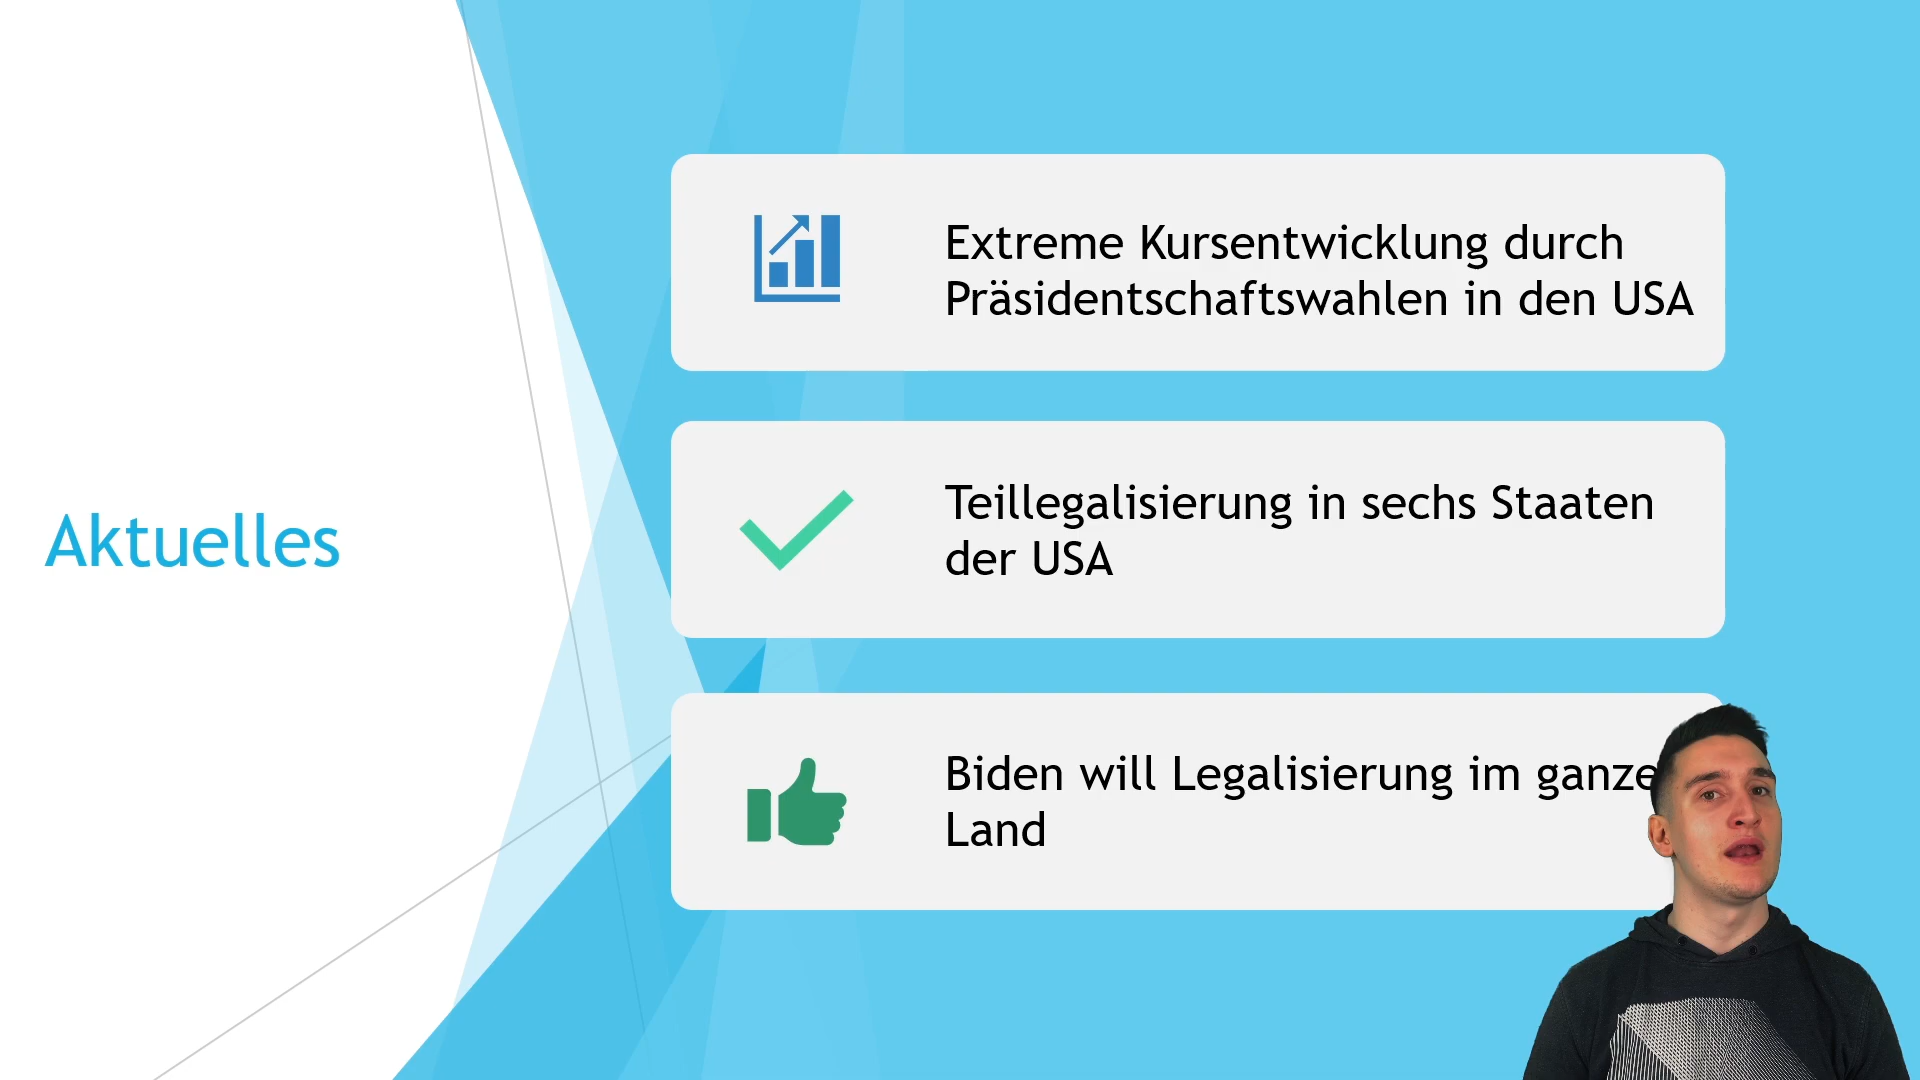 Aktuelles
Extreme Kursentwicklung durch
Präsidentschaftswahlen in den USA
Teillegalisierung in sechs Staaten
der USA
Biden will Legalisierung im
Land